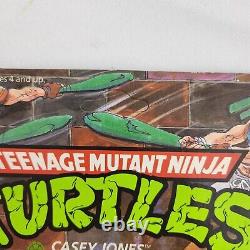 es 4 and up.
TEENAGE MUTANT NINJA
TURTLES
CASEY JONES